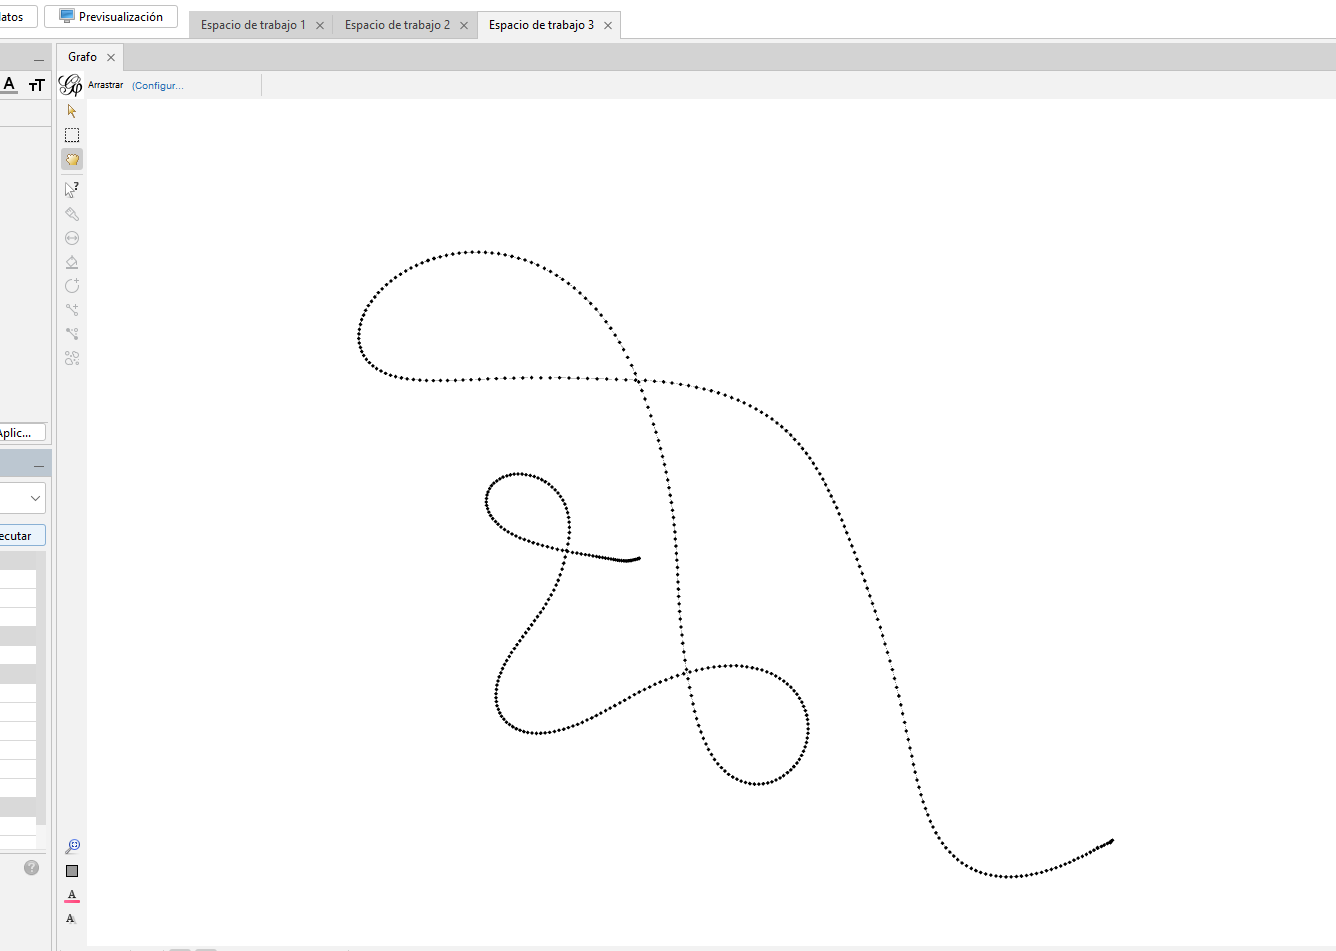 atos
Previsualización
Espacio de trabajo 1
Espacio de trabajo 2
Espacio de trabajo 3
Grafo
A
TT
Arrastrar
(Configur...
Aplic...
ecutar
?
A
A